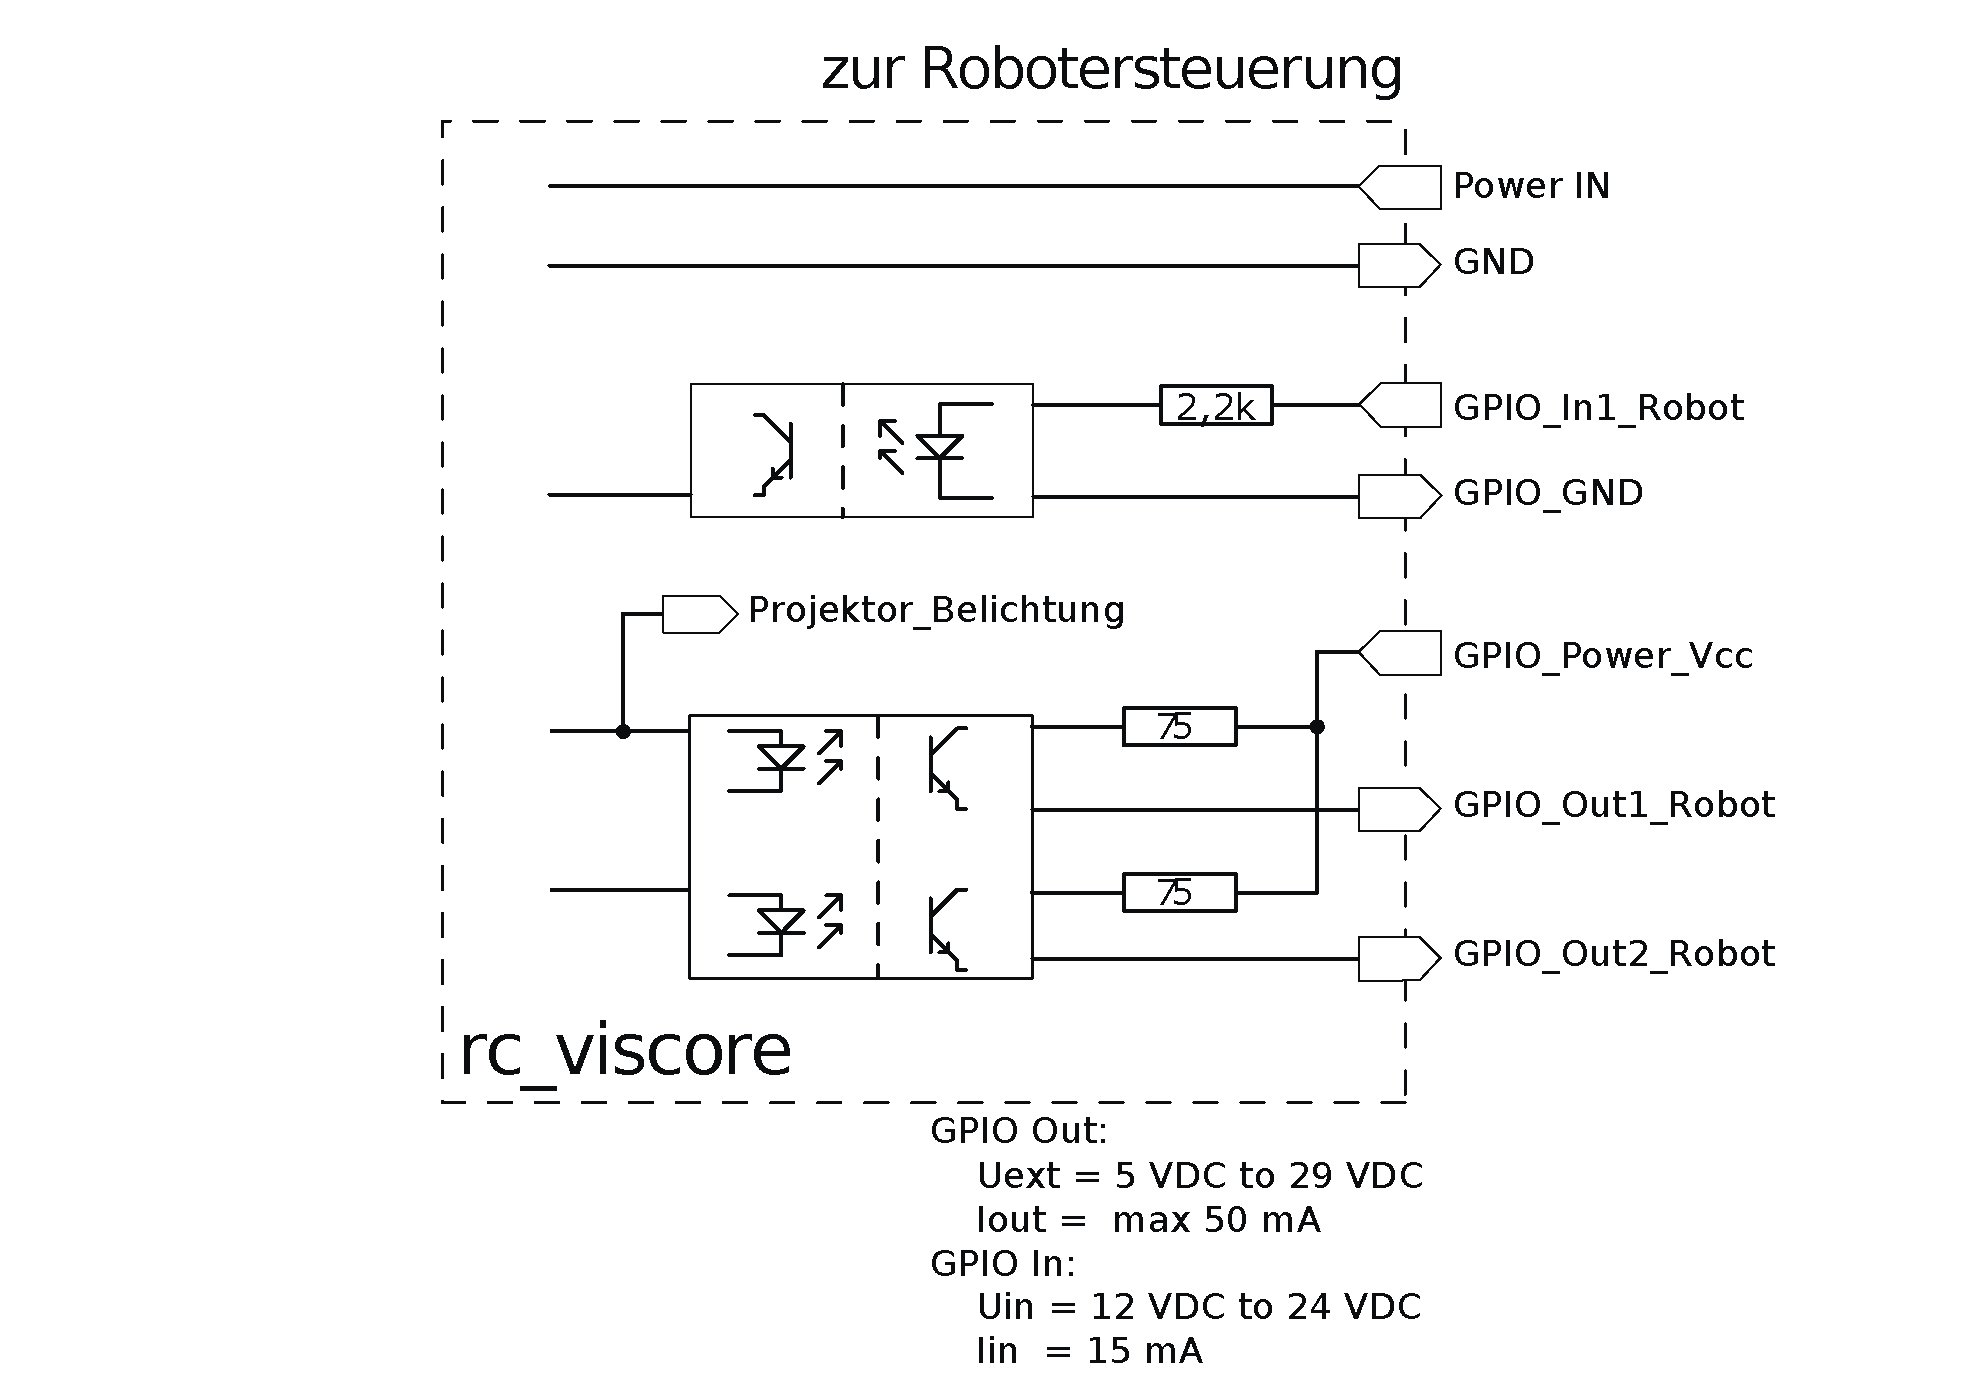 zur Robotersteuerung
Power IN
GND
2,2k
GPIO_In1_Robot
GPIO_GND
Projektor_Belichtung
GPIO_Power_Vcc
75
GPIO_Out1_Robot
75
GPIO_Out2_Robot
rc_viscore
GPIO Out:
Uext = 5 VDC to 29 VDC
Iout = max 50 mA
GPIO In:
Uin = 12 VDC to 24 VDC
Iin = 15 mA